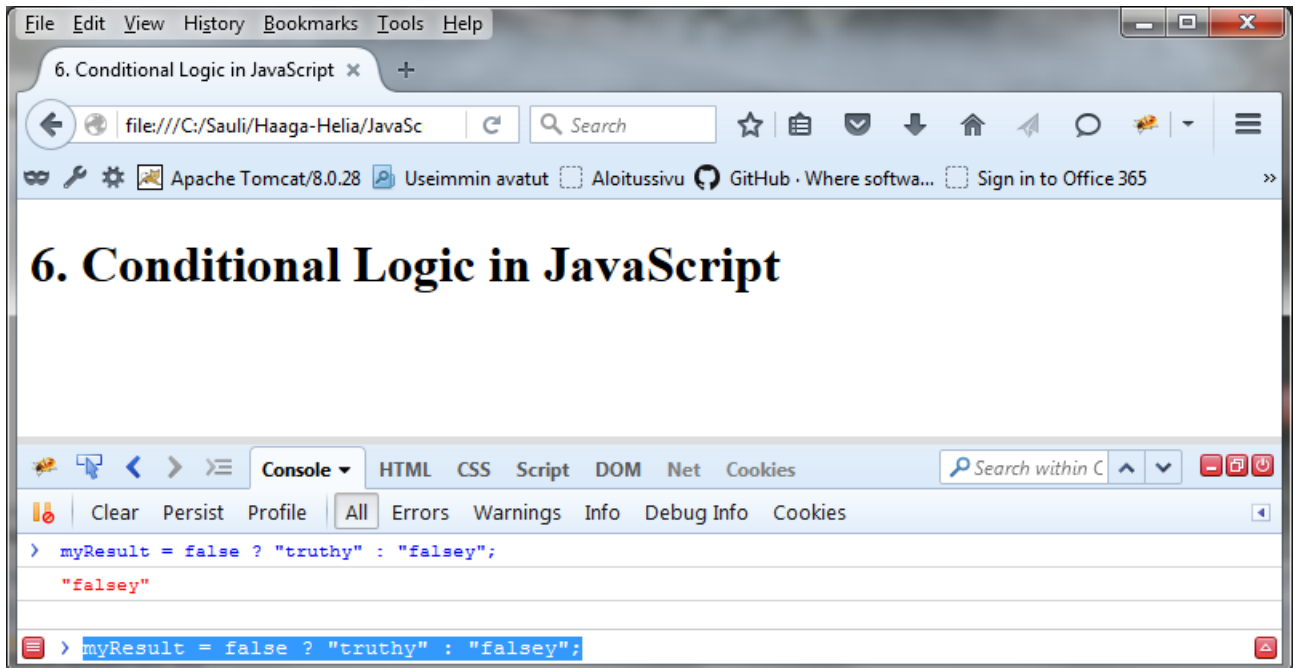 File Edit View History Bookmarks Tools Help
6. Conditional Logic in JavaScript
file:///C:/Sauli/Haaga-Helia/JavaSc Search
Apache Tomcat/8.0.28 Useimmin avatut Aloitussivu GitHub · Where softwa... Sign in to Office 365 »
6. Conditional Logic in JavaScript
Console HTML CSS Script DOM Net Cookies Search within C
Clear Persist Profile All Errors Warnings Info Debug Info Cookies
> myResult = false ? "truthy" : "falsey";
"falsey"
> myResult = false ? "truthy" : "falsey";